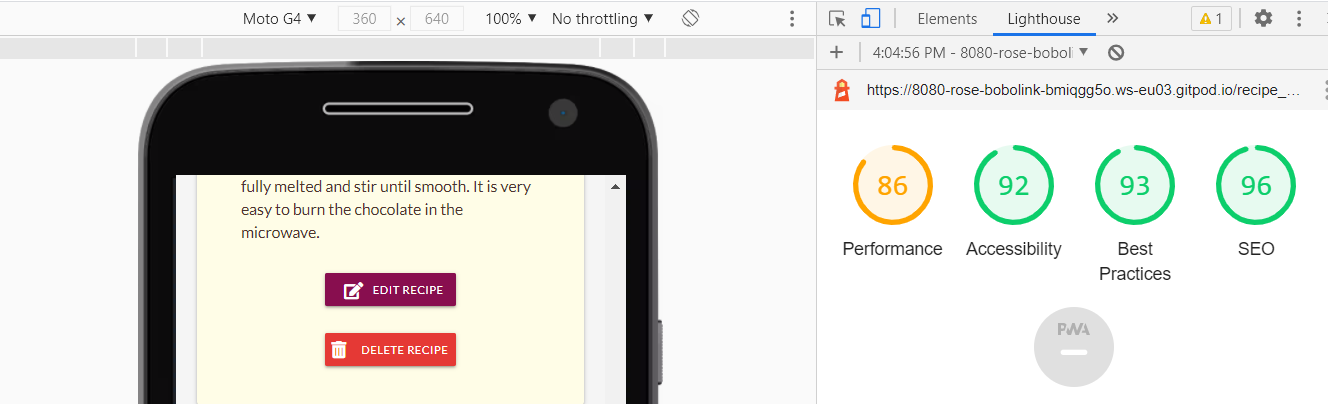 Moto G4 ▼ 360 × 640 100% ▼ No throttling ▼
Elements Lighthouse » 1
+ 4:04:56 PM - 8080-rose-boboli ▼
https://8080-rose-bobolink-bmiqgg5o.ws-eu03.gitpod.io/recipe_…
fully melted and stir until smooth. It is very
easy to burn the chocolate in the
microwave.
EDIT RECIPE
DELETE RECIPE
86 92 93 96
Performance Accessibility Best SEO
Practices
PWA